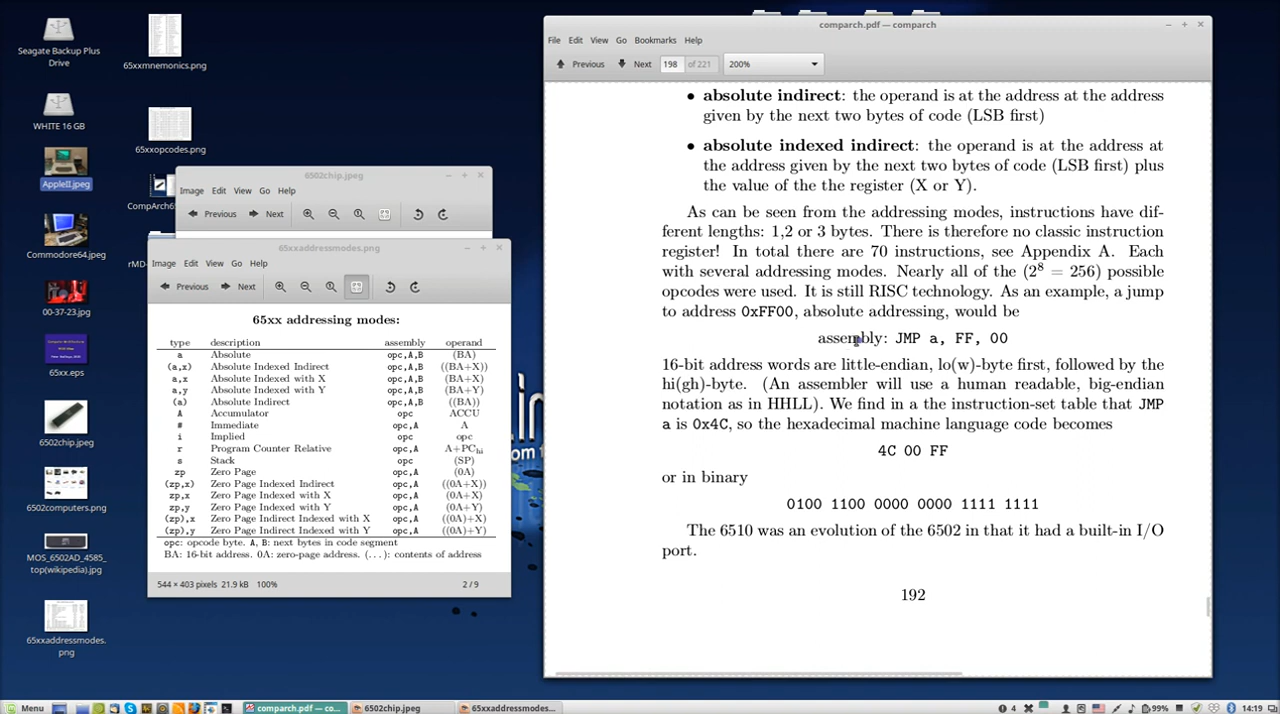 Seagate Backup Plus
Drive
65xxmnemonics.png
WHITE 16 GB
65xxopcodes.png
AppleII.jpeg
CompArch6
Commodore64.jpeg
rMD-
00-37-23.jpg
65xx.eps
6502chip.jpeg
6502computers.png
MOS_6502AD_4585_
top(wikipedia).jpg
65xxaddressmodes.
png
6502chip.jpeg
Image Edit View Go Help
Previous Next
65xxaddressmodes.png
Image Edit View Go Help
Previous Next
65xx addressing modes:
type description assembly operand
a Absolute opc,A,B (BA)
(a,x) Absolute Indexed Indirect opc,A,B ((BA+X))
a,x Absolute Indexed with X opc,A,B (BA+X)
a,y Absolute Indexed with Y opc,A,B (BA+Y)
(a) Absolute Indirect opc,A,B ((BA))
A Accumulator opc ACCU
# Immediate opc,A A
i Implied opc opc
r Program Counter Relative opc,A A+PChi
s Stack opc (SP)
zp Zero Page opc,A (0A)
(zp,x) Zero Page Indexed Indirect opc,A ((0A+X))
zp,x Zero Page Indexed with X opc,A (0A+X)
zp,y Zero Page Indexed with Y opc,A (0A+Y)
(zp),x Zero Page Indirect Indexed with X opc,A ((0A)+X)
(zp),y Zero Page Indirect Indexed with Y opc,A ((0A)+Y)
opc: opcode byte. A, B: next bytes in code segment
BA: 16-bit address. 0A: zero-page address. (...): contents of address
544 × 403 pixels 21.9 kB 100% 2 / 9
comparch.pdf — comparch
File Edit View Go Bookmarks Help
Previous Next 198 of 221 200%
• absolute indirect: the operand is at the address at the address
given by the next two bytes of code (LSB first)
• absolute indexed indirect: the operand is at the address at
the address given by the next two bytes of code (LSB first) plus
the value of the the register (X or Y).
As can be seen from the addressing modes, instructions have dif-
ferent lengths: 1,2 or 3 bytes. There is therefore no classic instruction
register! In total there are 70 instructions, see Appendix A. Each
with several addressing modes. Nearly all of the (2⁸ = 256) possible
opcodes were used. It is still RISC technology. As an example, a jump
to address 0xFF00, absolute addressing, would be
assembly: JMP a, FF, 00
16-bit address words are little-endian, lo(w)-byte first, followed by the
hi(gh)-byte. (An assembler will use a human readable, big-endian
notation as in HHLL). We find in a the instruction-set table that JMP
a is 0x4C, so the hexadecimal machine language code becomes
4C 00 FF
or in binary
0100 1100 0000 0000 1111 1111
The 6510 was an evolution of the 6502 in that it had a built-in I/O
port.
192
Menu comparch.pdf — co... 6502chip.jpeg 65xxaddressmodes... 4 99% 14:19